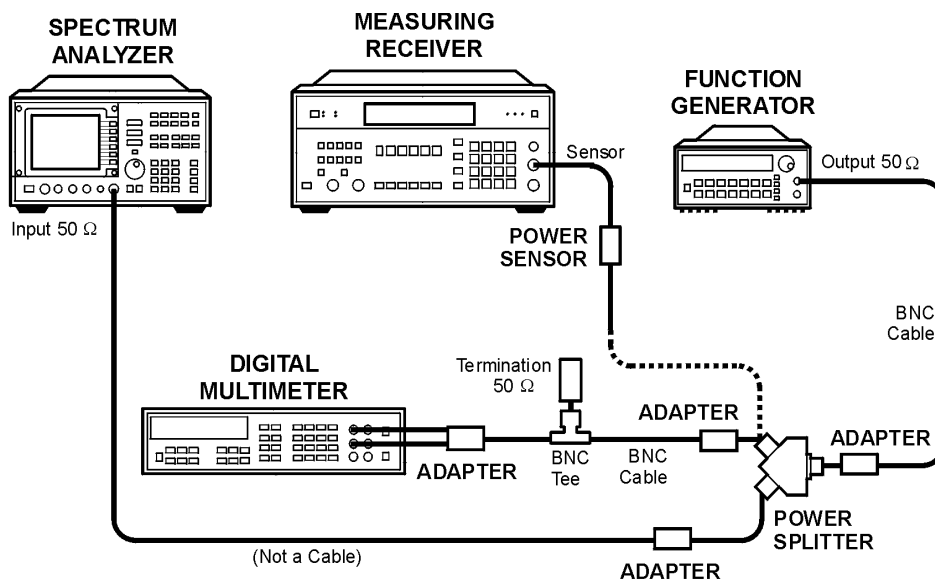 SPECTRUM
ANALYZER
MEASURING
RECEIVER
FUNCTION
GENERATOR
Sensor
Output 50 Ω
Input 50 Ω
POWER
SENSOR
BNC
Cable
DIGITAL
MULTIMETER
Termination
50 Ω
ADAPTER
ADAPTER
ADAPTER
BNC
Tee
BNC
Cable
POWER
SPLITTER
(Not a Cable)
ADAPTER